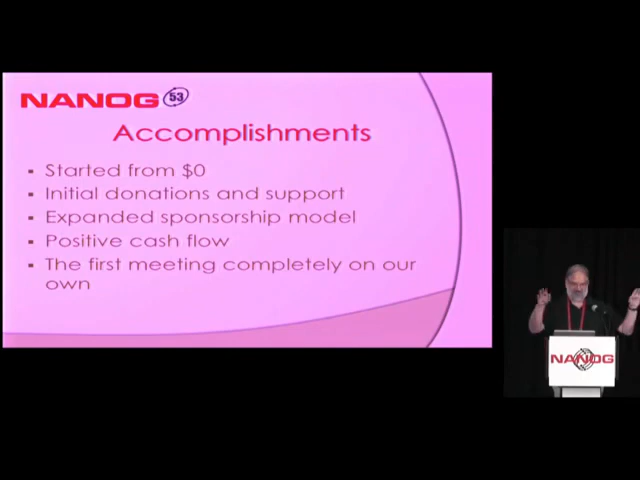 NANOG 53
Accomplishments
▪ Started from $0
▪ Initial donations and support
▪ Expanded sponsorship model
▪ Positive cash flow
▪ The first meeting completely on our
own
NANOG